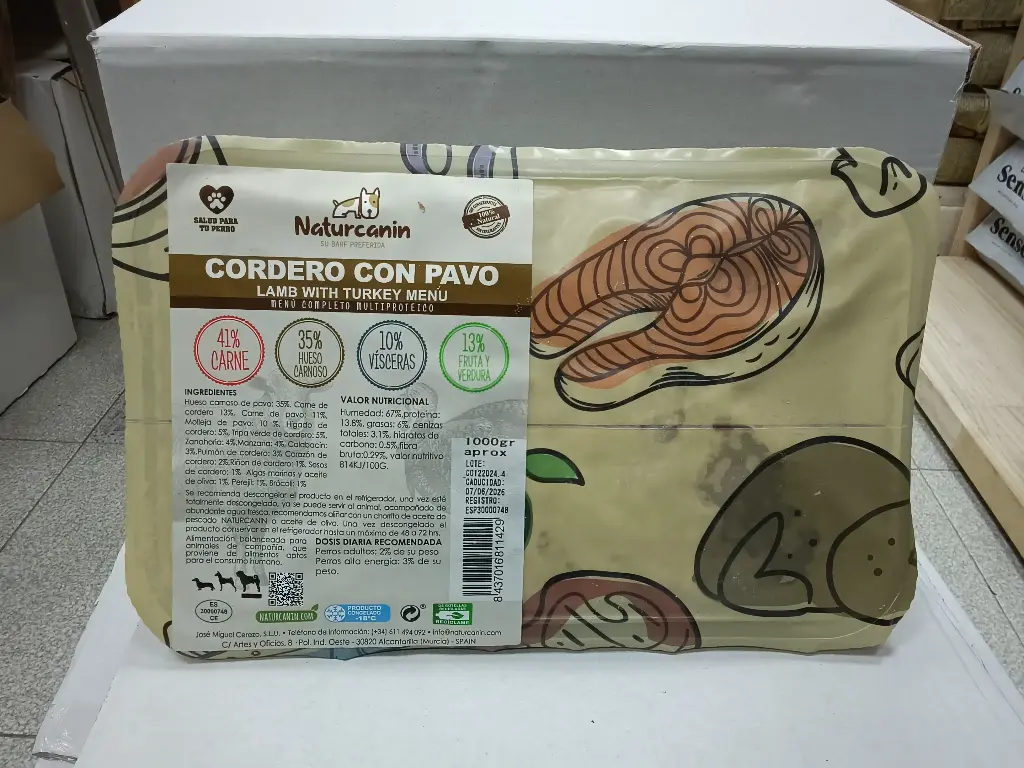 SALUD PARA
TU PERRO
Naturcanin
SU BARF PREFERIDA
100%
Natural
CORDERO CON PAVO
LAMB WITH TURKEY MENU
MENÚ COMPLETO MULTIPROTEICO
41%
CARNE
35%
HUESO
CARNOSO
10%
VÍSCERAS
13%
FRUTA Y
VERDURA
INGREDIENTES
Hueso carnoso de pavo: 35%, Carne de
cordero 13%, Carne de pavo: 11%,
Molleja de pavo: 10 %, Hígado de
cordero: 5%, Tripa verde de cordero: 5%,
Zanahoria: 4%, Manzana: 4%, Calabacín:
3%, Pulmón de cordero: 3% Corazón de
cordero: 2%, Riñon de cordero: 1%, Sesos
de cordero: 1%, Algas marinas y aceite
de oliva: 1%, Perejil: 1%, Brócoli: 1%
VALOR NUTRICIONAL
Humedad: 67%, proteína:
13.8%, grasas: 6%, cenizas
totales: 3.1%, hidratos de
carbono: 0.5%, fibra
bruta:0.29%, valor nutritivo
814KJ/100G.
Se recomienda descongelar el producto en el refrigerador, una vez esté
totalmente descongelado, ya se puede servir al animal, acompañado de
abundante agua fresca, recomendamos aliñar con un chorrito de aceite de
pescado NATURCANIN o aceite de oliva. Una vez descongelado el
producto conservar en el refrigerador hasta un máximo de 48 a 72 hrs.
Alimentación balanceada para
animales de compañía, que
proviene de alimentos aptos
para el consumo humano.
DOSIS DIARIA RECOMENDADA
Perros adultos: 2% de su peso
Perros alta energía: 3% de su
peso.
1000gr
aprox
LOTE:
CADUCIDAD:
07/06/2026
REGISTRO:
ESP30000748
8437016811429
ES
30000748
CE
NATURCANIN.COM
PRODUCTO
CONGELADO
-18°C
RECÍCLAME
José Miguel Cerezo, S.L.U. • Teléfono de Información: (+34) 611 494 092 • info@naturcanin.com
C/ Artes y Oficios, 8 · Pol. Ind. Oeste - 30820 Alcantarilla (Murcia) - SPAIN
Sen
Sense